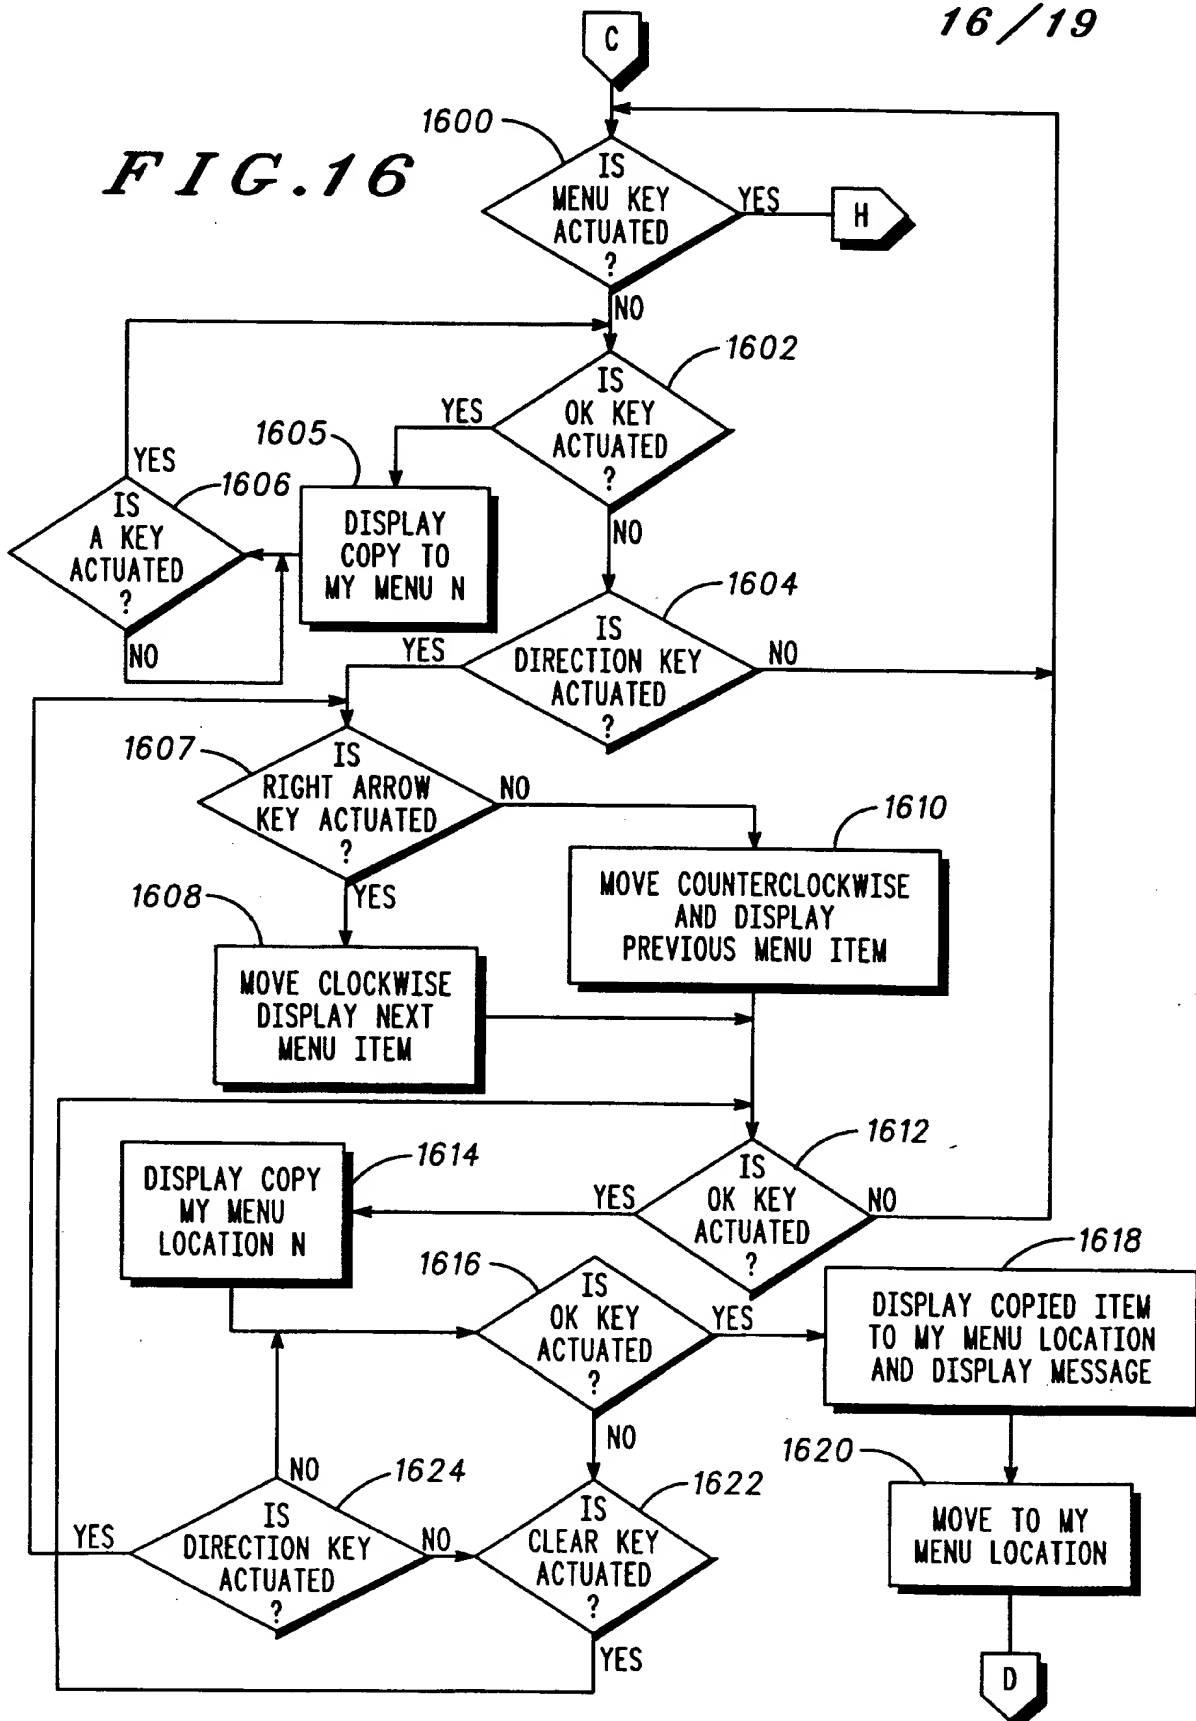 16/19
C
FIG.16
1600
IS
MENU KEY
ACTUATED
?
YES
H
NO
1602
IS
OK KEY
ACTUATED
?
YES
NO
1605
DISPLAY
COPY TO
MY MENU N
1606
IS
A KEY
ACTUATED
?
YES
NO
1604
IS
DIRECTION KEY
ACTUATED
?
YES
NO
1607
IS
RIGHT ARROW
KEY ACTUATED
?
NO
YES
1610
MOVE COUNTERCLOCKWISE
AND DISPLAY
PREVIOUS MENU ITEM
1608
MOVE CLOCKWISE
DISPLAY NEXT
MENU ITEM
1612
IS
OK KEY
ACTUATED
?
YES
NO
1614
DISPLAY COPY
MY MENU
LOCATION N
1616
IS
OK KEY
ACTUATED
?
YES
NO
1618
DISPLAY COPIED ITEM
TO MY MENU LOCATION
AND DISPLAY MESSAGE
1620
MOVE TO MY
MENU LOCATION
D
1622
IS
CLEAR KEY
ACTUATED
?
YES
1624
IS
DIRECTION KEY
ACTUATED
?
NO
YES
NO